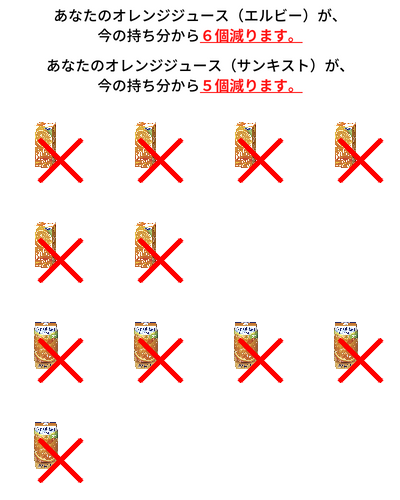 あなたのオレンジジュース（エルビー）が、
今の持ち分から６個減ります。
あなたのオレンジジュース（サンキスト）が、
今の持ち分から５個減ります。